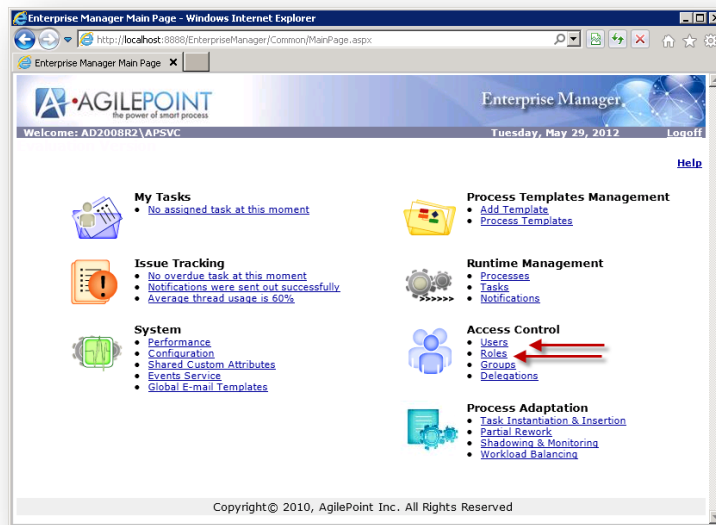 Enterprise Manager Main Page - Windows Internet Explorer
http://localhost:8888/EnterpriseManager/Common/MainPage.aspx
Enterprise Manager Main Page
AGILEPOINT
the power of smart process
Enterprise Manager
Welcome: AD2008R2\APSVC
Tuesday, May 29, 2012
Logoff
Help
My Tasks
No assigned task at this moment
Process Templates Management
Add Template
Process Templates
Issue Tracking
No overdue task at this moment
Notifications were sent out successfully
Average thread usage is 60%
Runtime Management
Processes
Tasks
Notifications
System
Performance
Configuration
Shared Custom Attributes
Events Service
Global E-mail Templates
Access Control
Users
Roles
Groups
Delegations
Process Adaptation
Task Instantiation & Insertion
Partial Rework
Shadowing & Monitoring
Workload Balancing
Copyright© 2010, AgilePoint Inc. All Rights Reserved